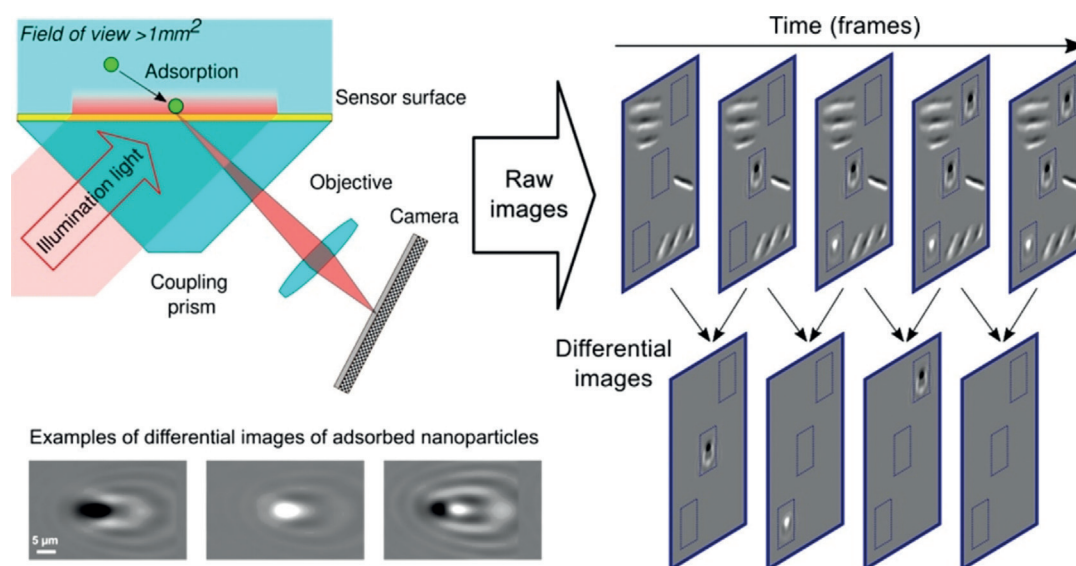 Field of view >1mm²
Adsorption
Sensor surface
Illumination light
Objective
Camera
Coupling
prism
Raw
images
Time (frames)
Differential
images
Examples of differential images of adsorbed nanoparticles
5 µm